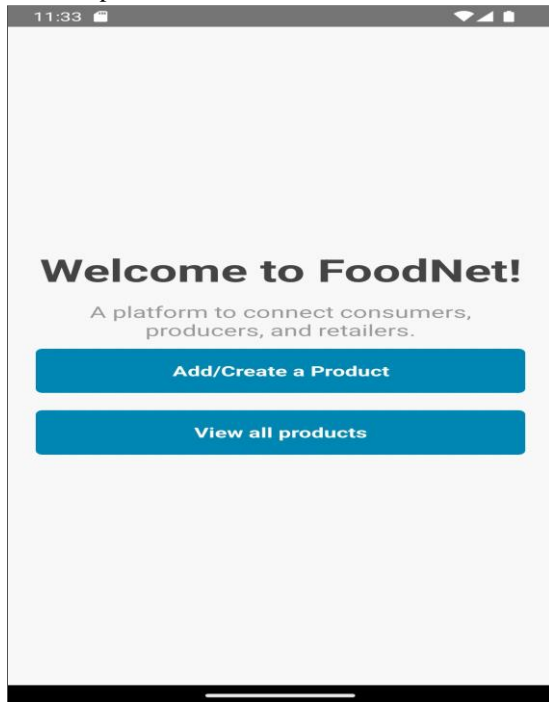 11:33
Welcome to FoodNet!
A platform to connect consumers,
producers, and retailers.
Add/Create a Product
View all products